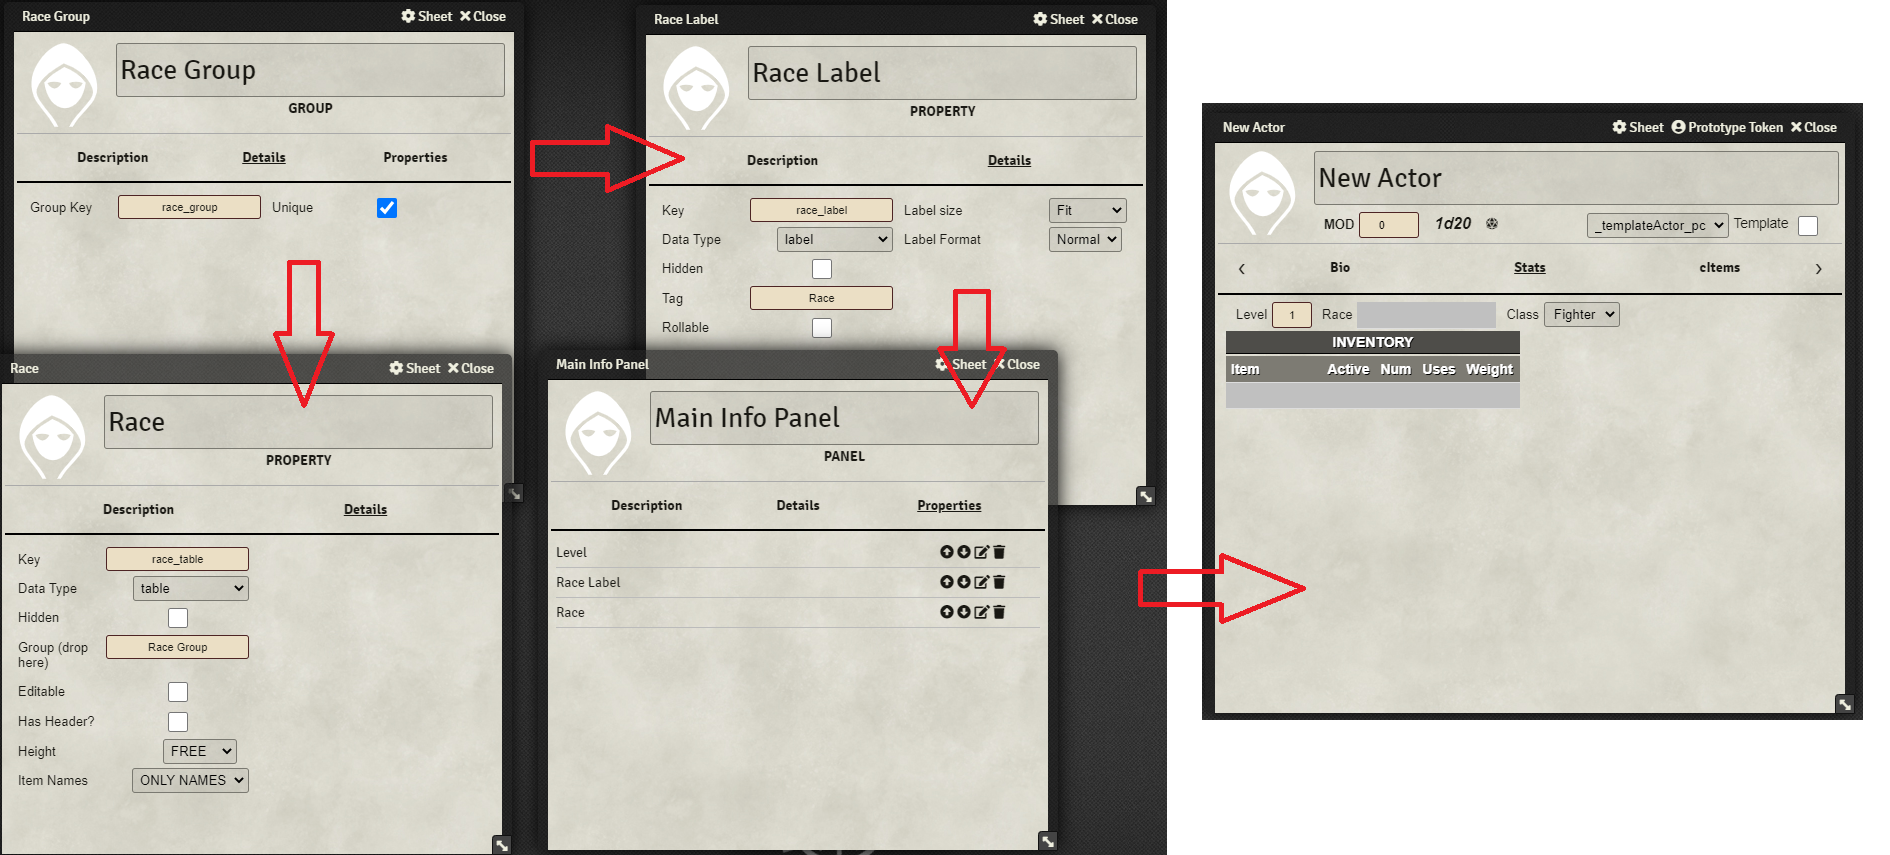 Race Group
Sheet
Close
Race Group
GROUP
Description
Details
Properties
Group Key
race_group
Unique
Race Label
Sheet
Close
Race Label
PROPERTY
Description
Details
Key
race_label
Label size
Fit
Data Type
label
Label Format
Normal
Hidden
Tag
Race
Rollable
Race
Sheet
Close
Race
PROPERTY
Description
Details
Key
race_table
Data Type
table
Hidden
Group (drop
here)
Race Group
Editable
Has Header?
Height
FREE
Item Names
ONLY NAMES
Main Info Panel
Sheet
Close
Main Info Panel
PANEL
Description
Details
Properties
Level
Race Label
Race
New Actor
Sheet
Prototype Token
Close
New Actor
MOD
0
1d20
_templateActor_pc
Template
Bio
Stats
cItems
Level
1
Race
Class
Fighter
INVENTORY
Item
Active
Num
Uses
Weight